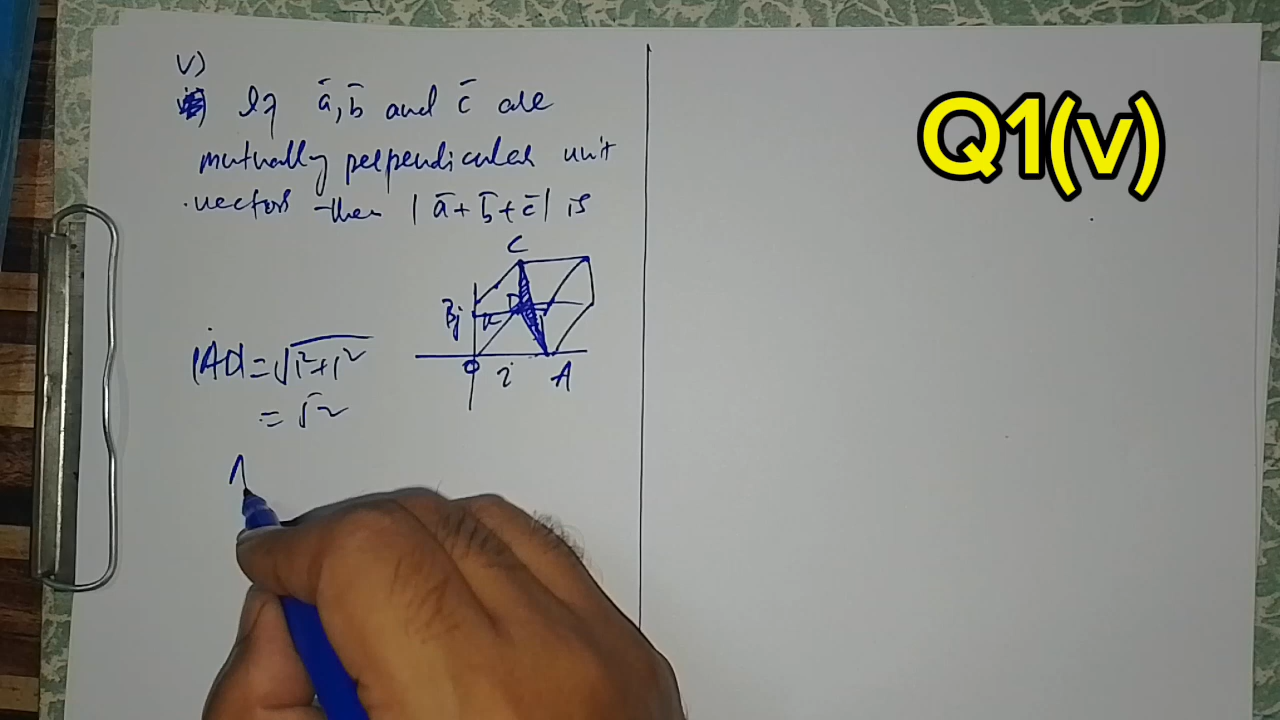 v)
If a̅, b̅ and c̅ are
mutually perpendicular unit
vectors then | a̅ + b̅ + c̅ | is
C
B j
D
O i A
|AD| = √1²+1²
= √2
Q1(v)